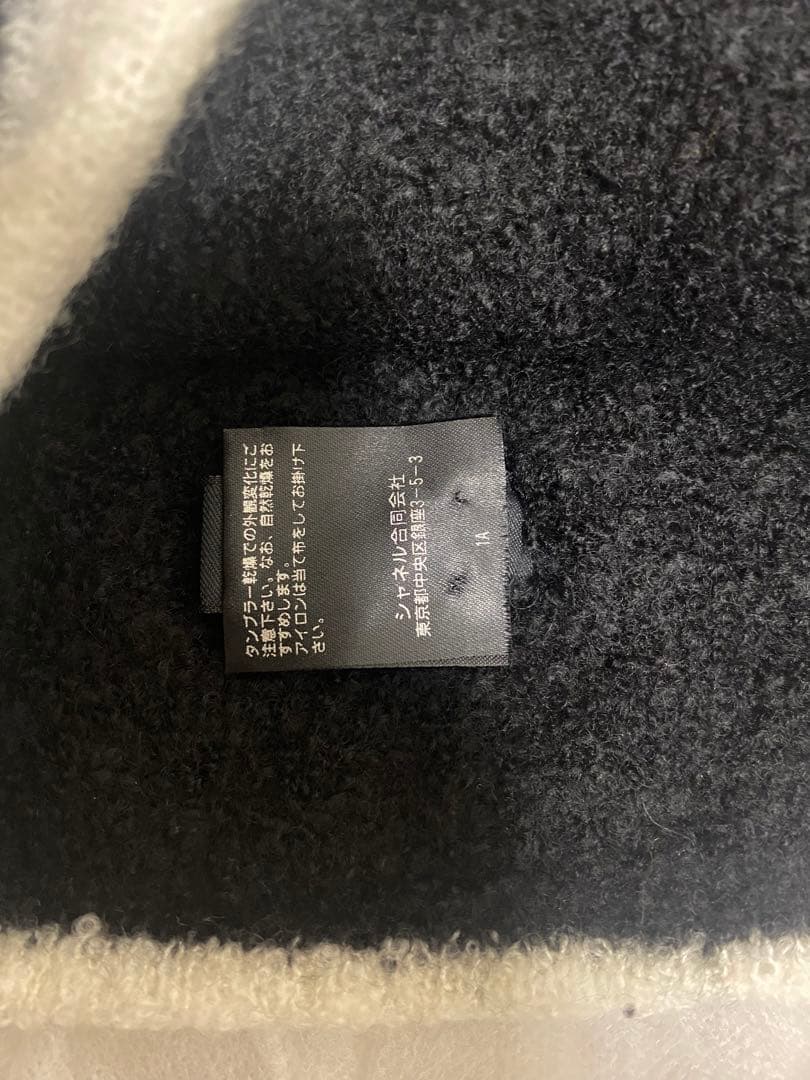 タンブラー乾燥での外観変化にご
注意下さい。なお、自然乾燥をお
すすめします。
アイロンは当て布をしてお掛け下
さい。
シャネル合同会社
東京都中央区銀座3-5-3
1A